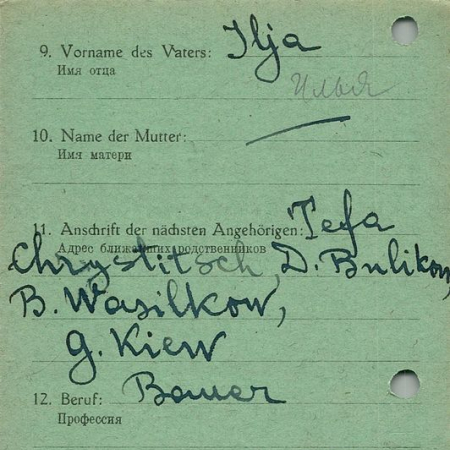 9. Vorname des Vaters: Ilja
Имя отца
Илья
10. Name der Mutter:
Имя матери
11. Anschrift der nächsten Angehörigen: Tefa
Адрес ближайших родственников
Chrystitsch, D. Bulikow,
B. Wasilkow,
G. Kiew
12. Beruf: Bauer
Профессия